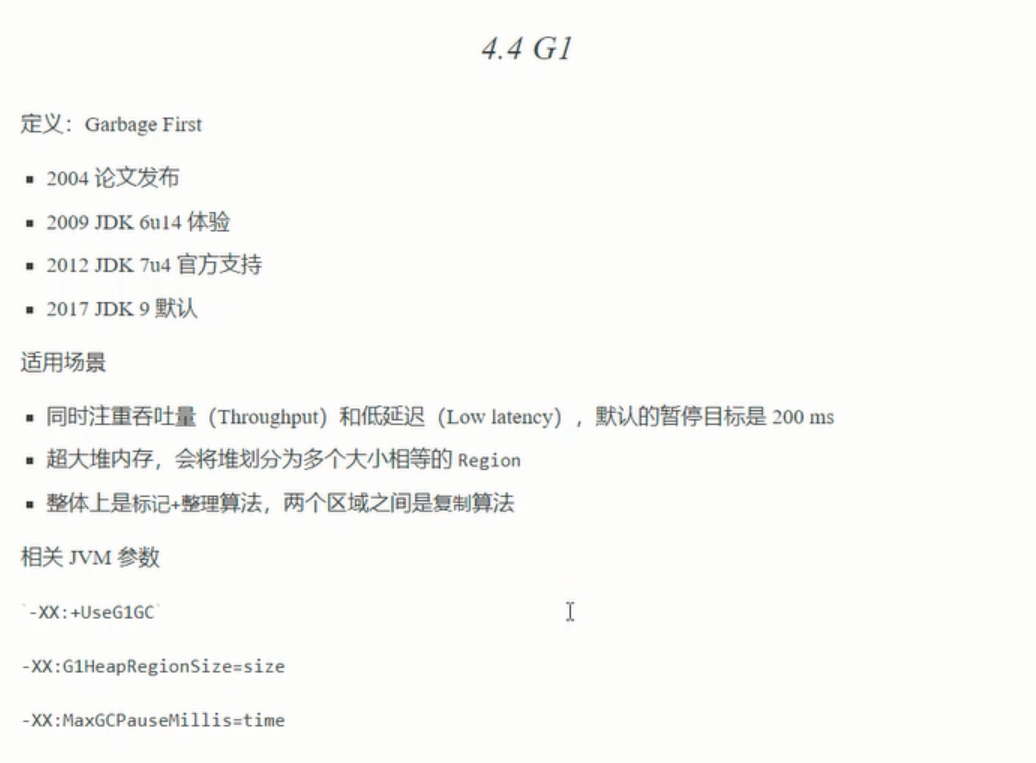 4.4 G1
定义：Garbage First
▪ 2004 论文发布
▪ 2009 JDK 6u14 体验
▪ 2012 JDK 7u4 官方支持
▪ 2017 JDK 9 默认
适用场景
▪ 同时注重吞吐量（Throughput）和低延迟（Low latency），默认的暂停目标是 200 ms
▪ 超大堆内存，会将堆划分为多个大小相等的 Region
▪ 整体上是标记+整理算法，两个区域之间是复制算法
相关 JVM 参数
`-XX:+UseG1GC`
-XX:G1HeapRegionSize=size
-XX:MaxGCPauseMillis=time